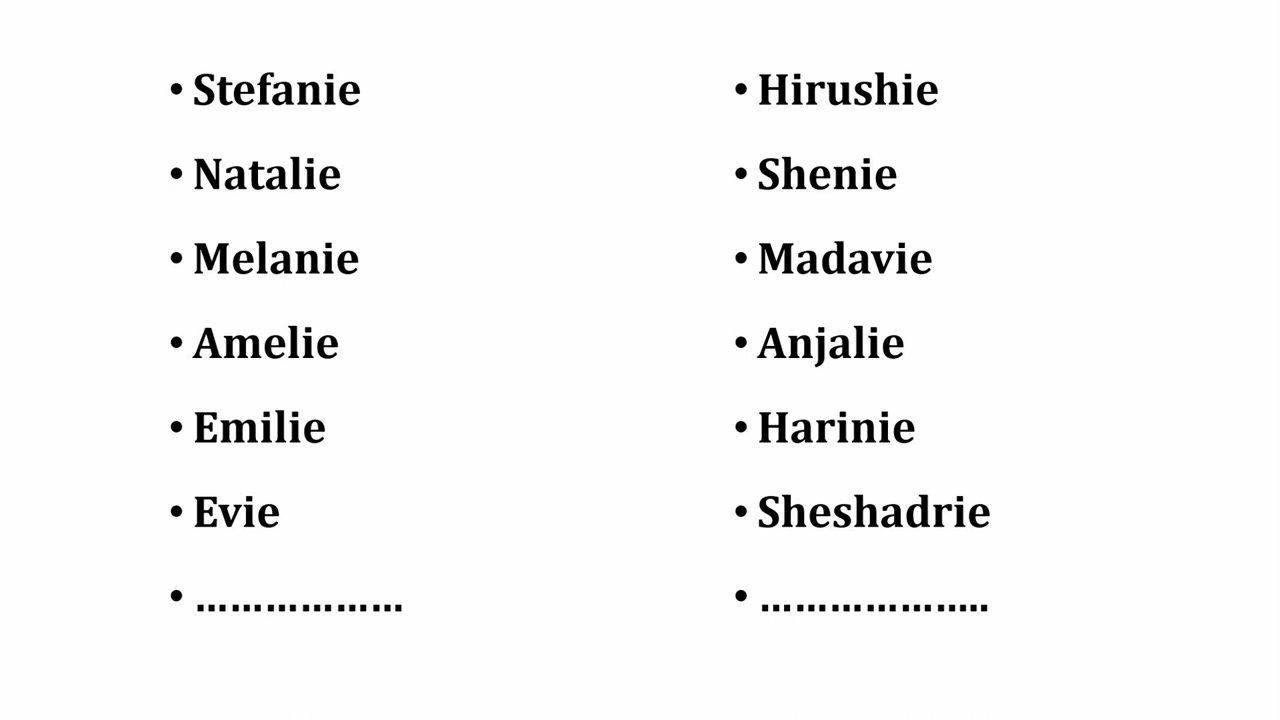 • Stefanie
• Natalie
• Melanie
• Amelie
• Emilie
• Evie
• ………………
• Hirushie
• Shenie
• Madavie
• Anjalie
• Harinie
• Sheshadrie
• ………………..